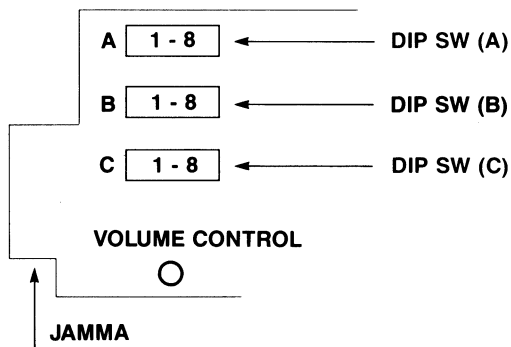 A 1 - 8 DIP SW (A)
B 1 - 8 DIP SW (B)
C 1 - 8 DIP SW (C)
VOLUME CONTROL
JAMMA